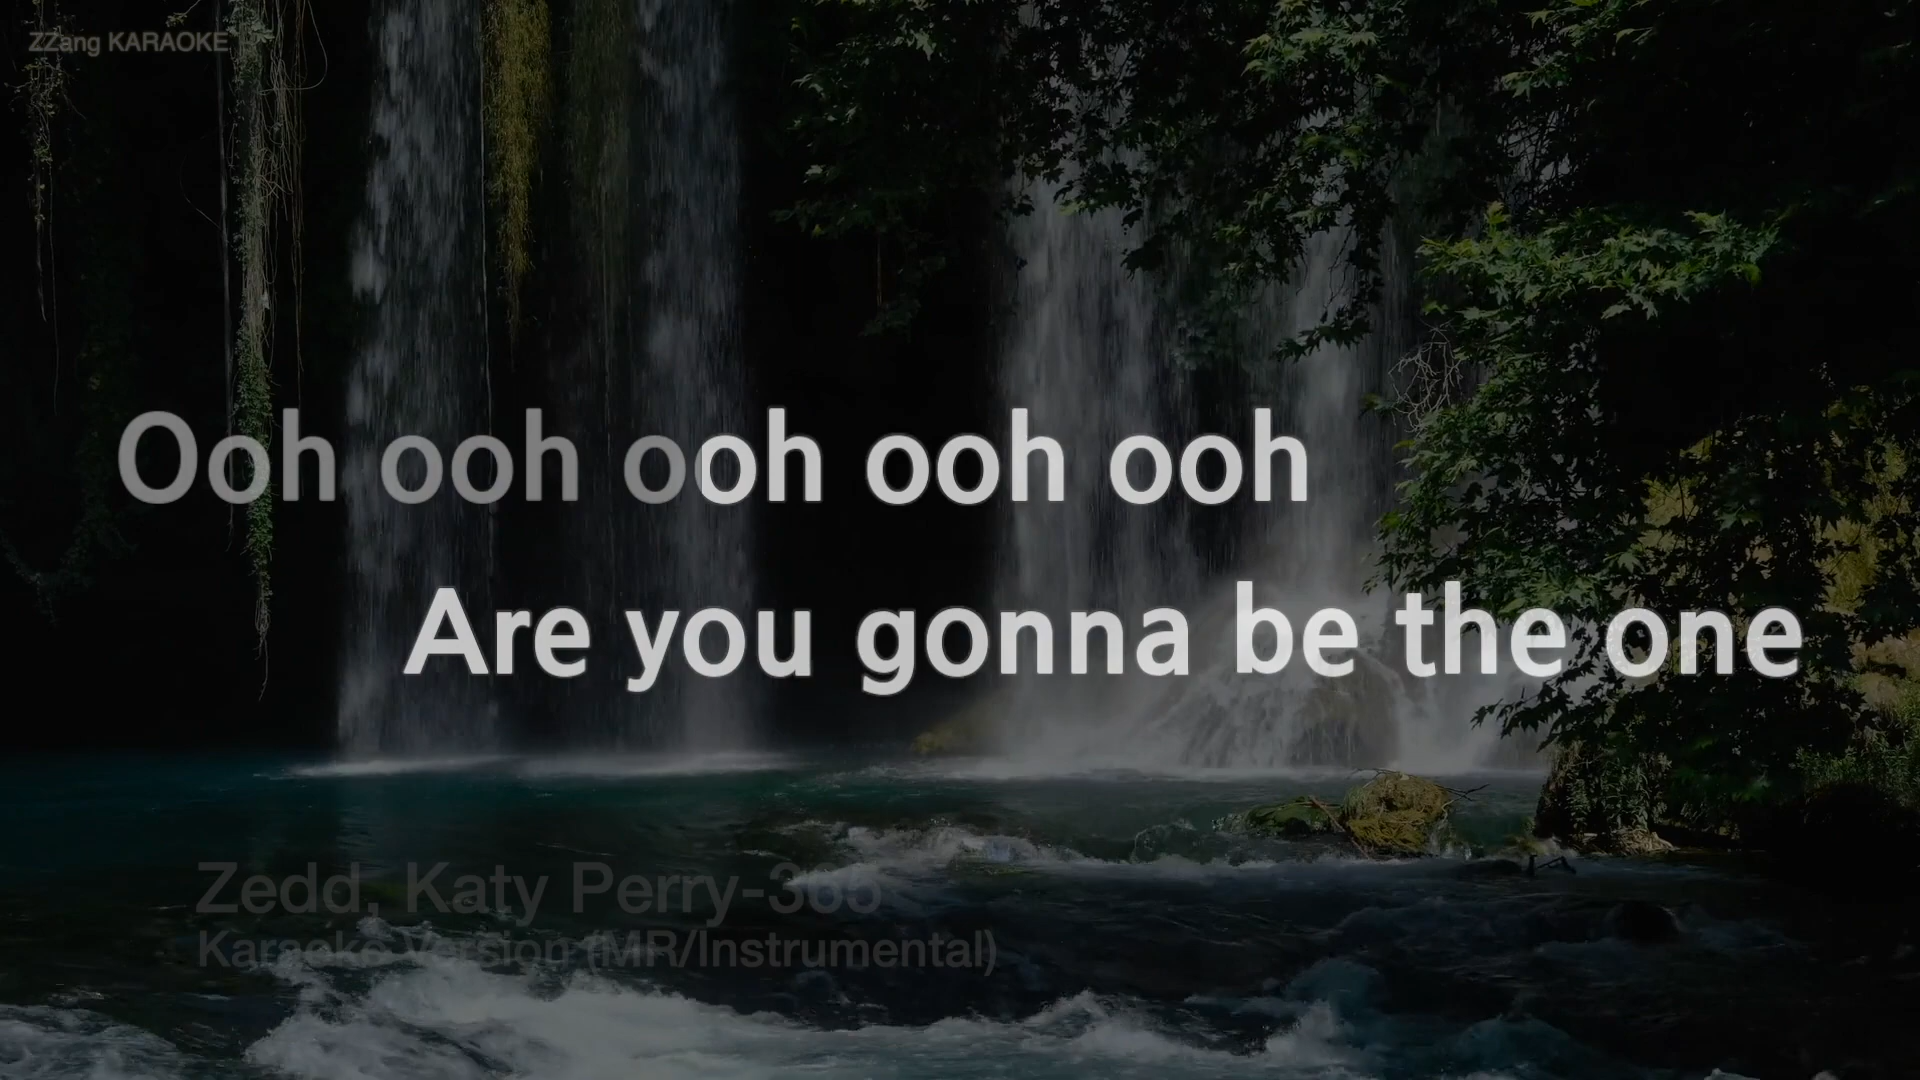 ZZang KARAOKE
Ooh ooh ooh ooh ooh
Are you gonna be the one
Zedd, Katy Perry-365
Karaoke Version (MR/Instrumental)